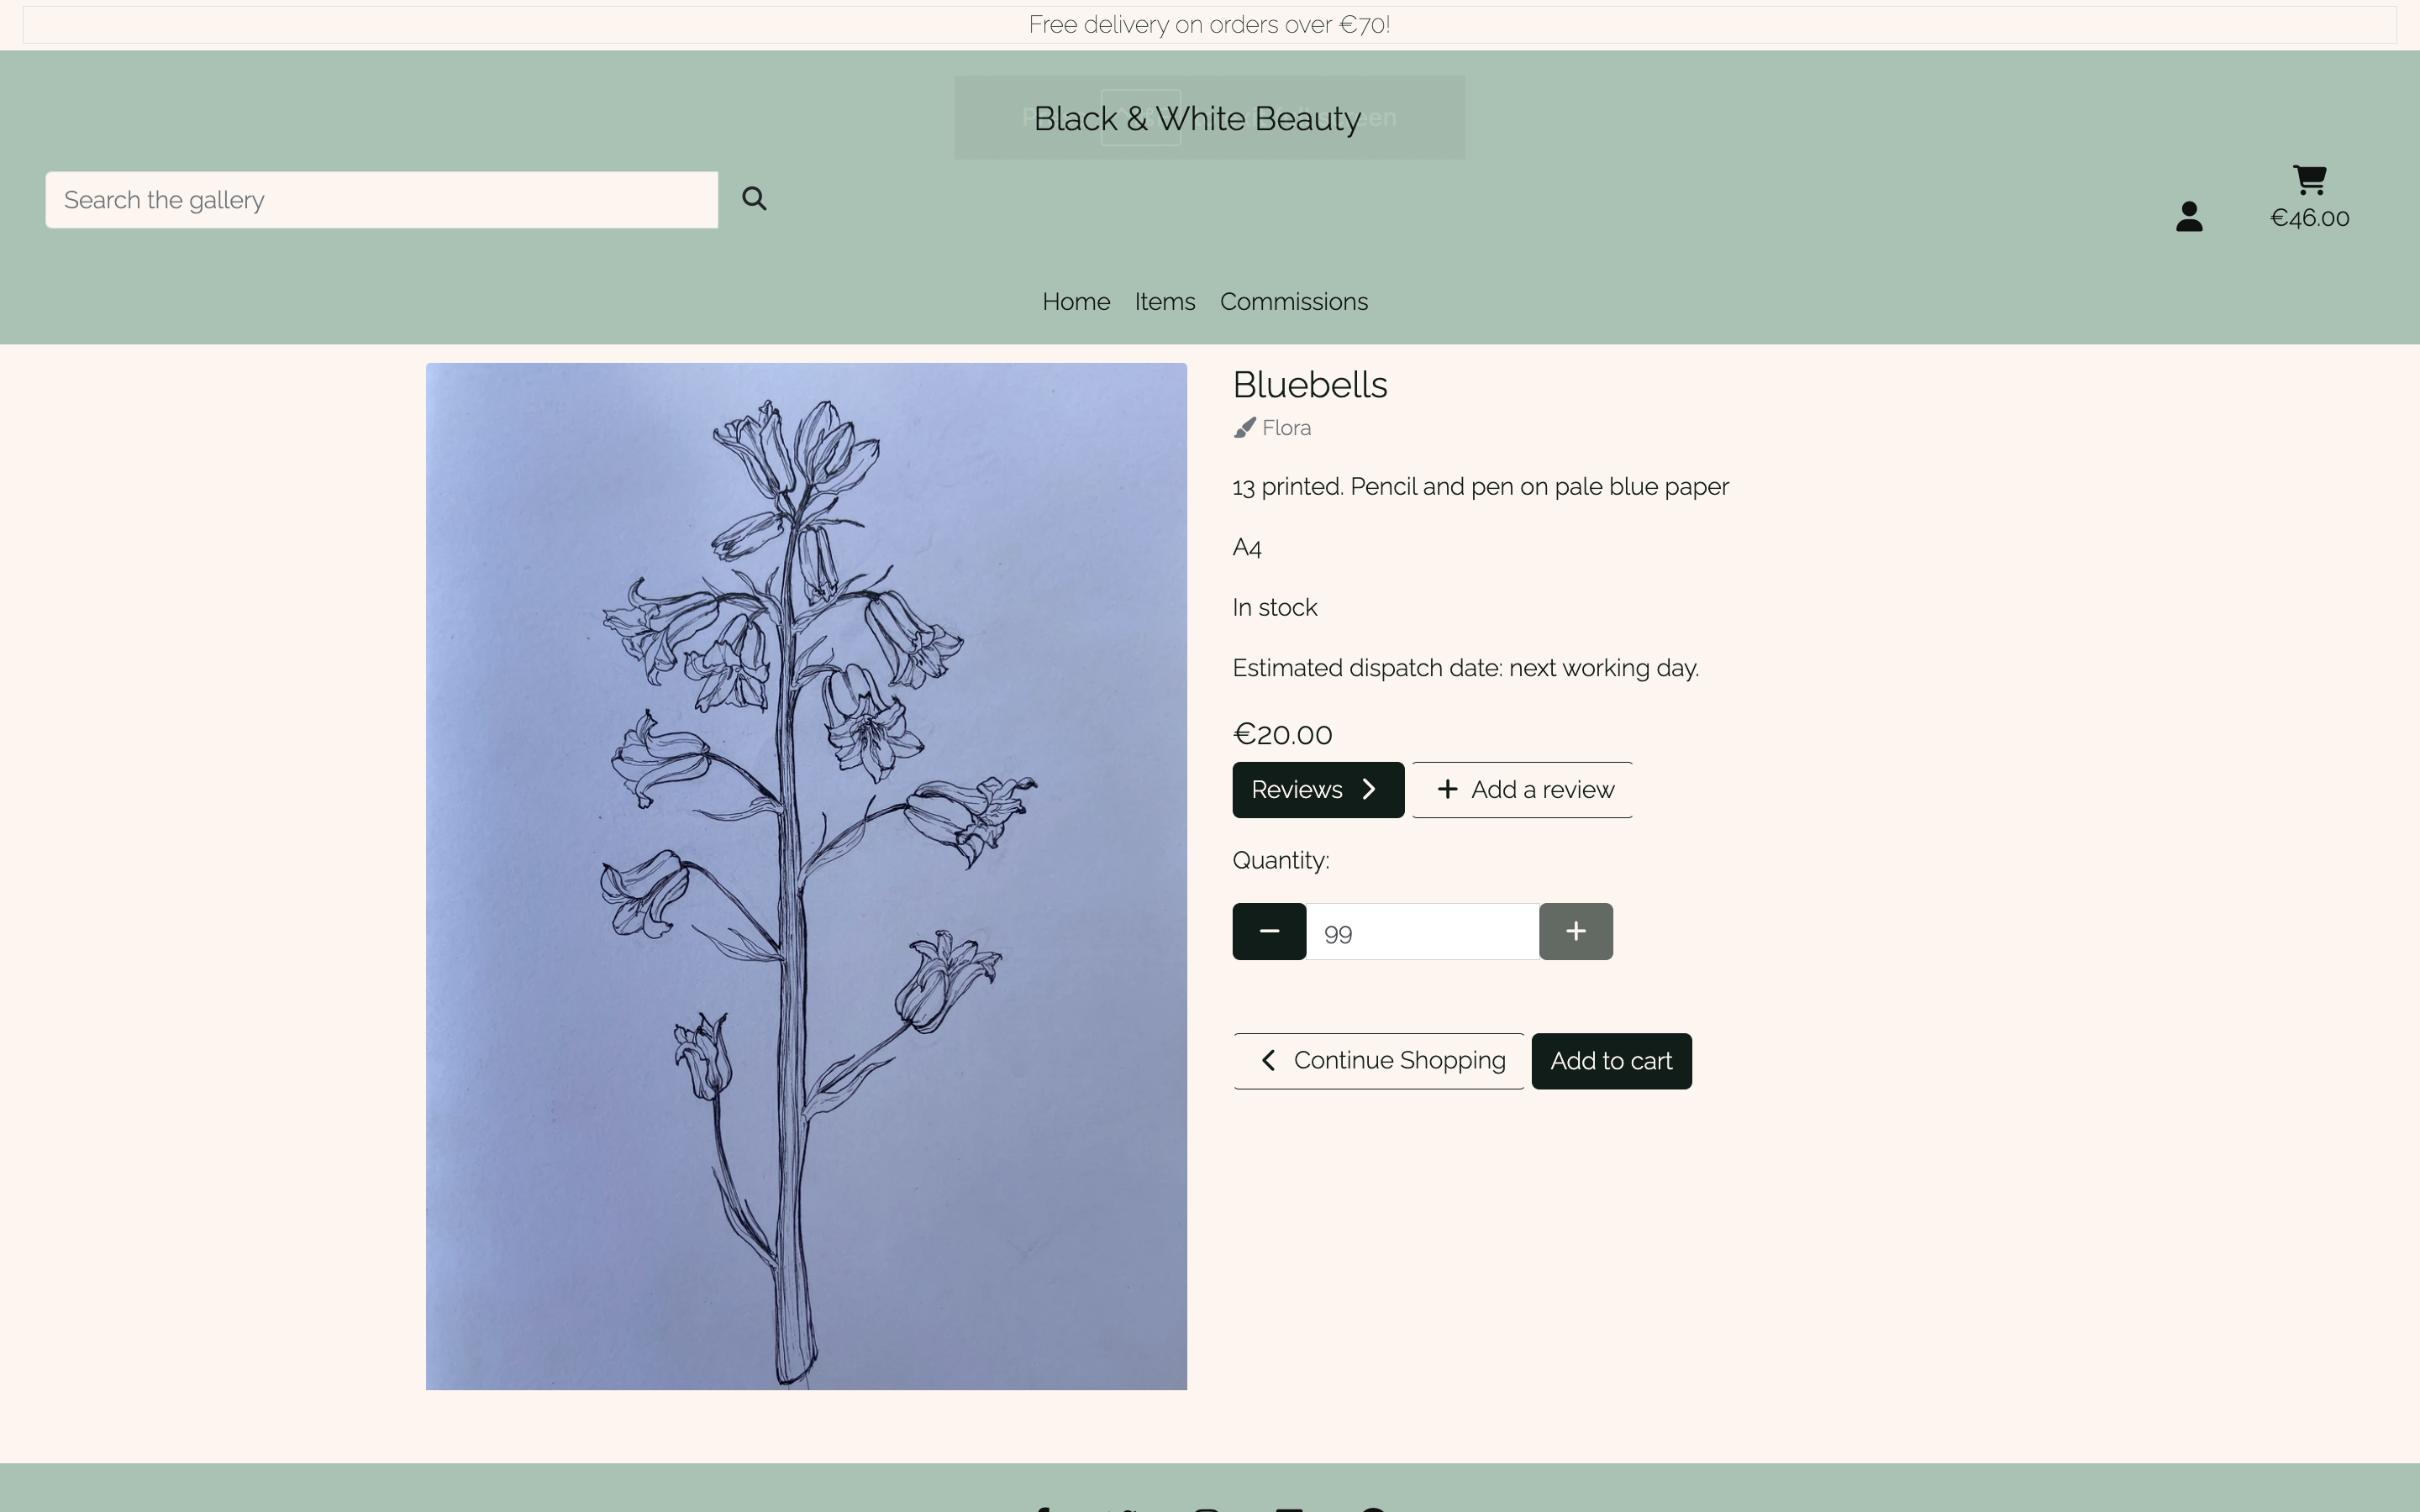 Free delivery on orders over €70!
Black & White Beauty
Search the gallery
€46.00
Home Items Commissions
Bluebells
Flora
13 printed. Pencil and pen on pale blue paper
A4
In stock
Estimated dispatch date: next working day.
€20.00
Reviews + Add a review
Quantity:
99
Continue Shopping Add to cart